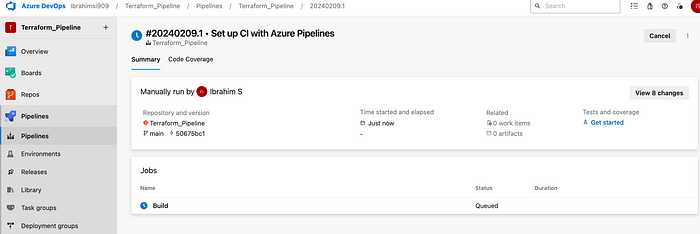 Azure DevOps Ibrahimsi909 / Terraform_Pipeline / Pipelines / Terraform_Pipeline / 20240209.1 Search
T Terraform_Pipeline +
Overview
Boards
Repos
Pipelines
Pipelines
Environments
Releases
Library
Task groups
Deployment groups
#20240209.1 • Set up CI with Azure Pipelines
Terraform_Pipeline
Cancel
Summary Code Coverage
Manually run by IS Ibrahim S
View 8 changes
Repository and version Time started and elapsed Related Tests and coverage
Terraform_Pipeline Just now 0 work items Get started
main 50675bc1 - 0 artifacts
Jobs
Name Status Duration
Build Queued